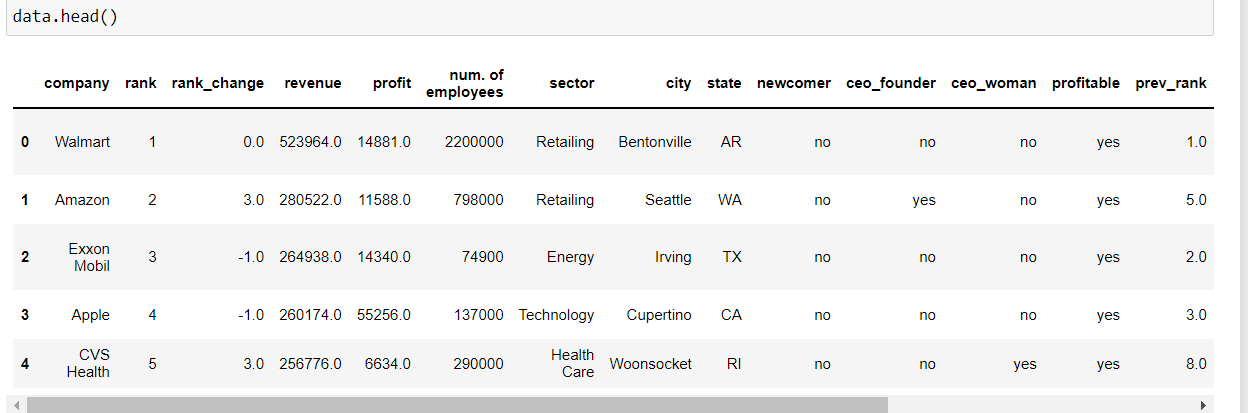 data.head()
num. of
company rank rank_change revenue profit employees sector city state newcomer ceo_founder ceo_woman profitable prev_rank
0 Walmart 1 0.0 523964.0 14881.0 2200000 Retailing Bentonville AR no no no yes 1.0
1 Amazon 2 3.0 280522.0 11588.0 798000 Retailing Seattle WA no yes no yes 5.0
2 Exxon Mobil 3 -1.0 264938.0 14340.0 74900 Energy Irving TX no no no yes 2.0
3 Apple 4 -1.0 260174.0 55256.0 137000 Technology Cupertino CA no no no yes 3.0
4 CVS Health 5 3.0 256776.0 6634.0 290000 Health Care Woonsocket RI no no yes yes 8.0